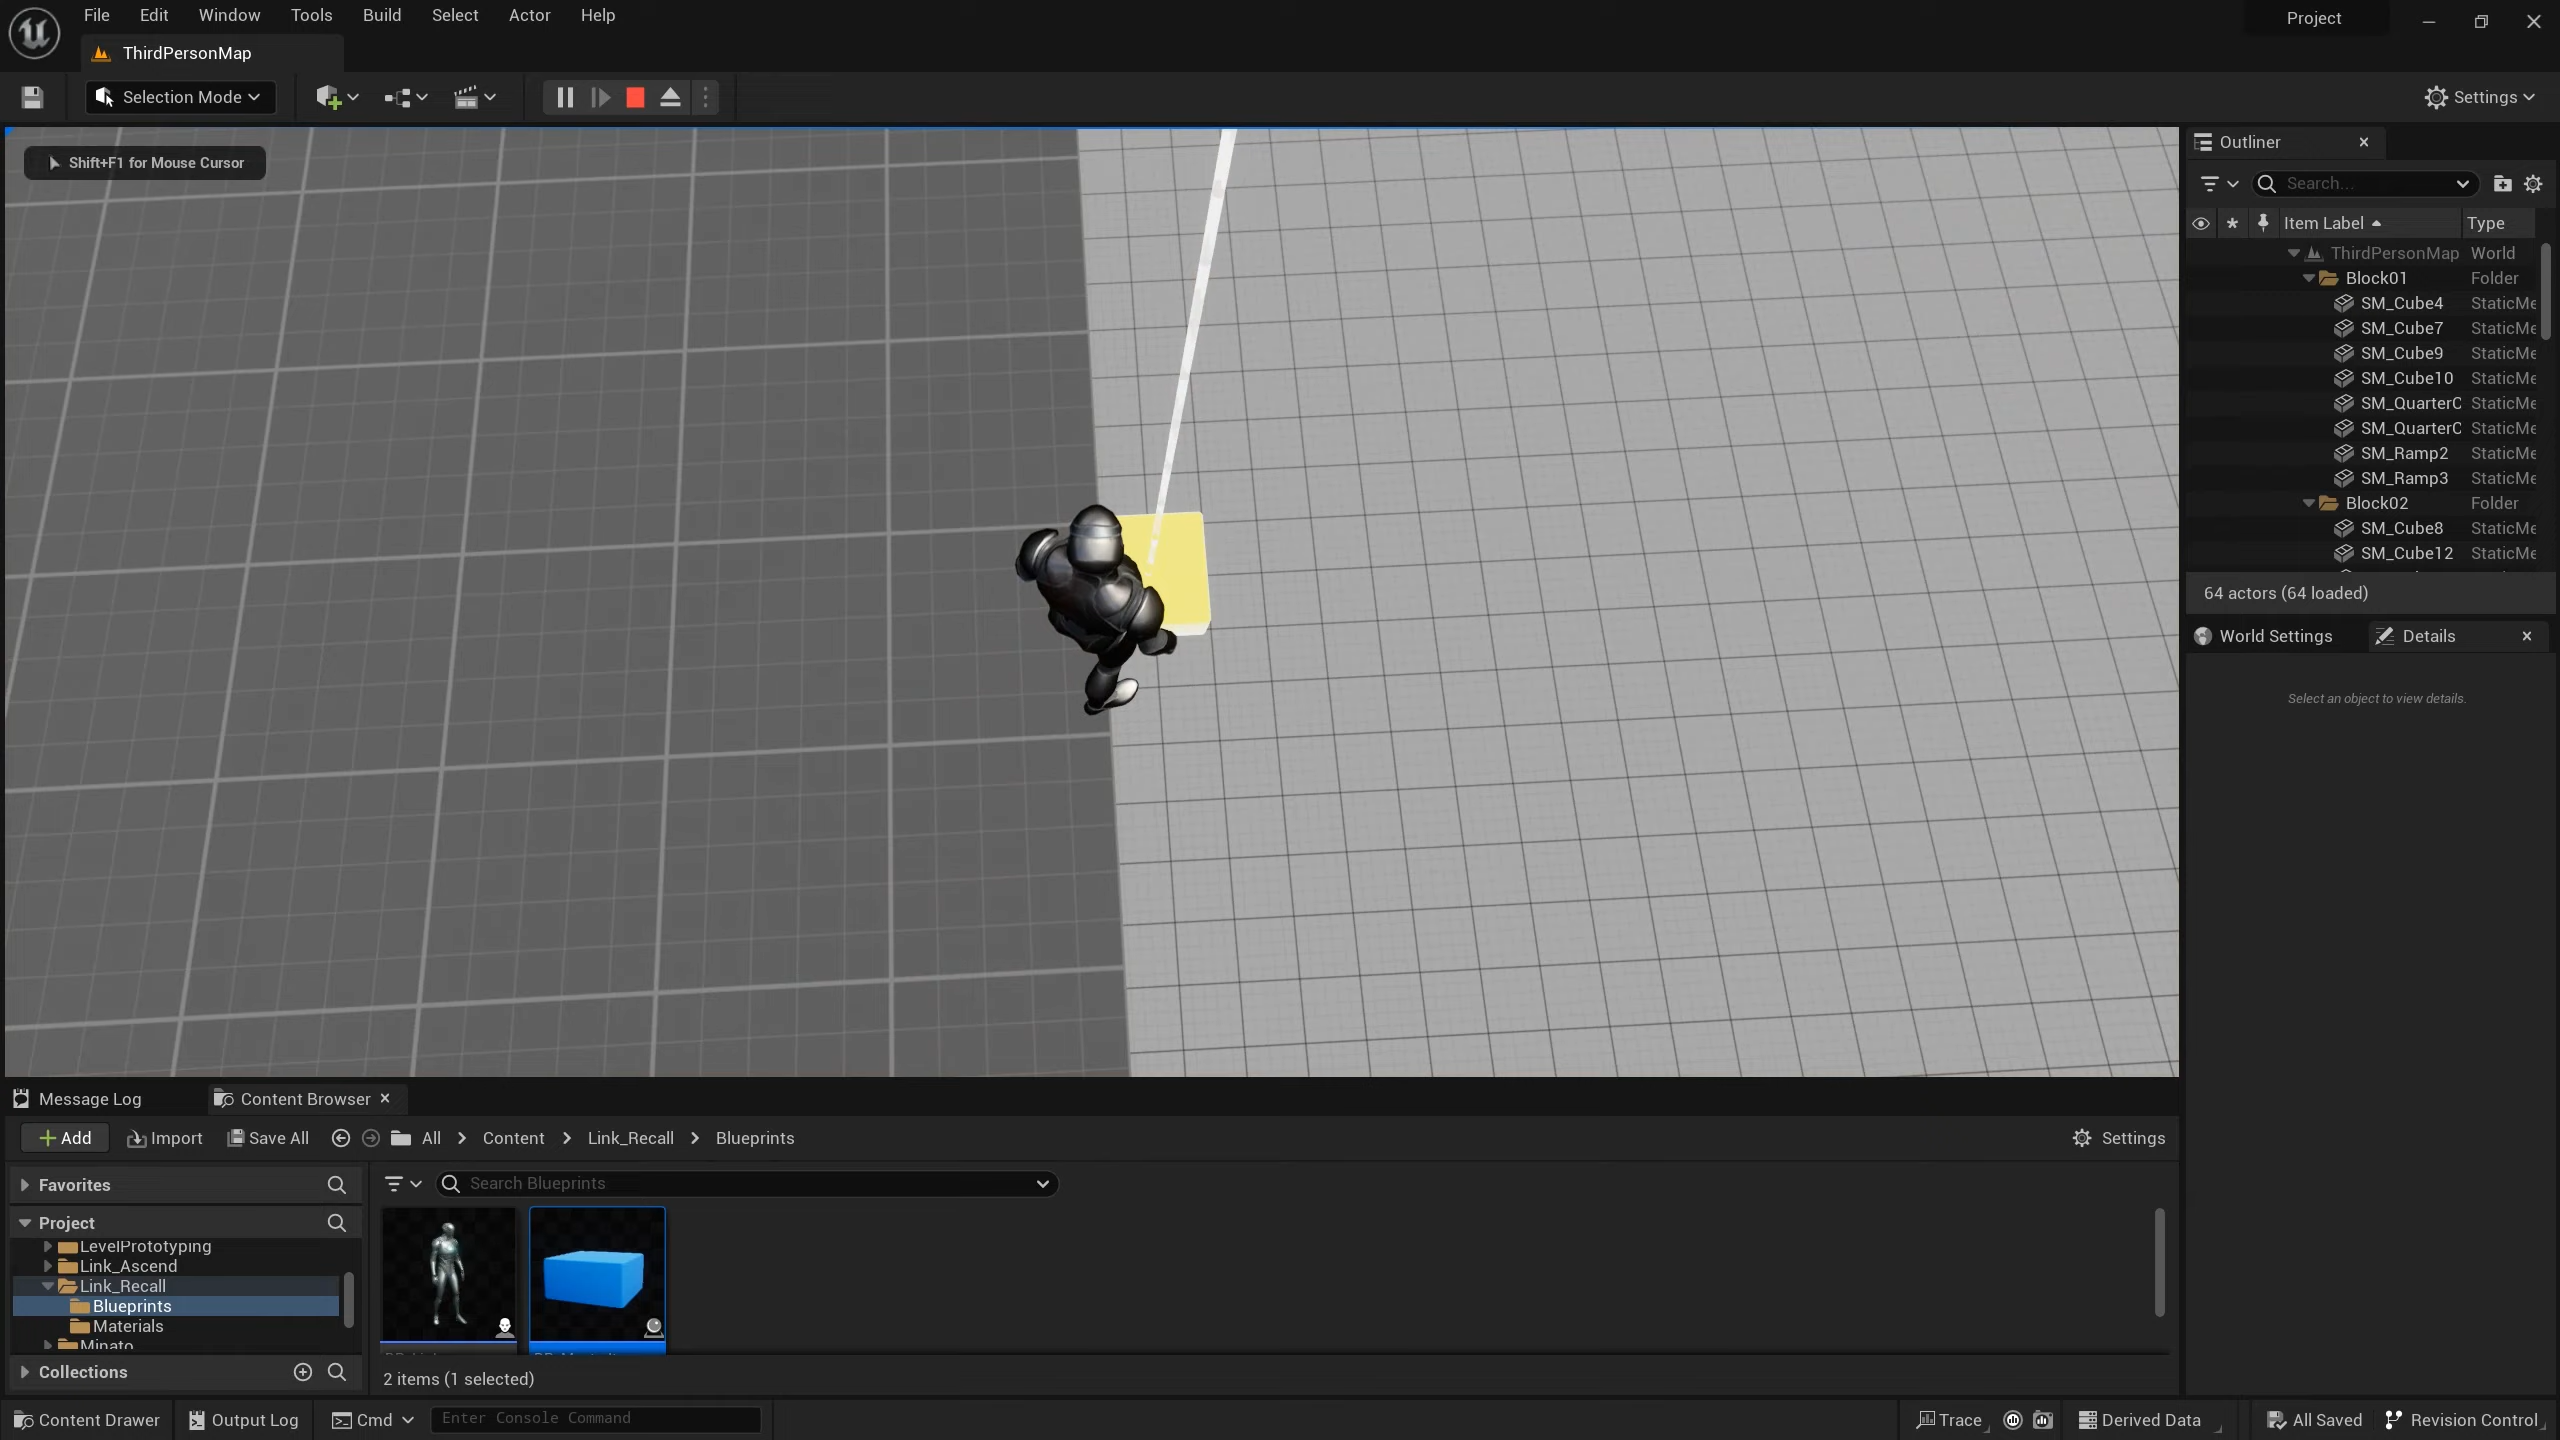 File Edit Window Tools Build Select Actor Help
Project
ThirdPersonMap
Selection Mode
Settings
Shift+F1 for Mouse Cursor
Outliner
Search...
Item Label Type
ThirdPersonMap World
Block01 Folder
SM_Cube4 StaticMe
SM_Cube7 StaticMe
SM_Cube9 StaticMe
SM_Cube10 StaticMe
SM_QuarterC StaticMe
SM_QuarterC StaticMe
SM_Ramp2 StaticMe
SM_Ramp3 StaticMe
Block02 Folder
SM_Cube8 StaticMe
SM_Cube12 StaticMe
64 actors (64 loaded)
World Settings Details
Select an object to view details.
Message Log Content Browser
Add Import Save All All Content Link_Recall Blueprints Settings
Favorites
Search Blueprints
Project
LevelPrototyping
Link_Ascend
Link_Recall
Blueprints
Materials
Minato
Collections
2 items (1 selected)
Content Drawer Output Log Cmd Enter Console Command Trace Derived Data All Saved Revision Control